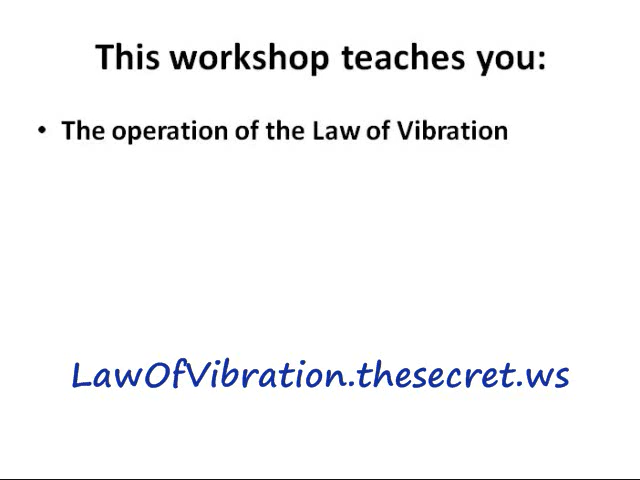 This workshop teaches you:
• The operation of the Law of Vibration
LawOfVibration.thesecret.ws